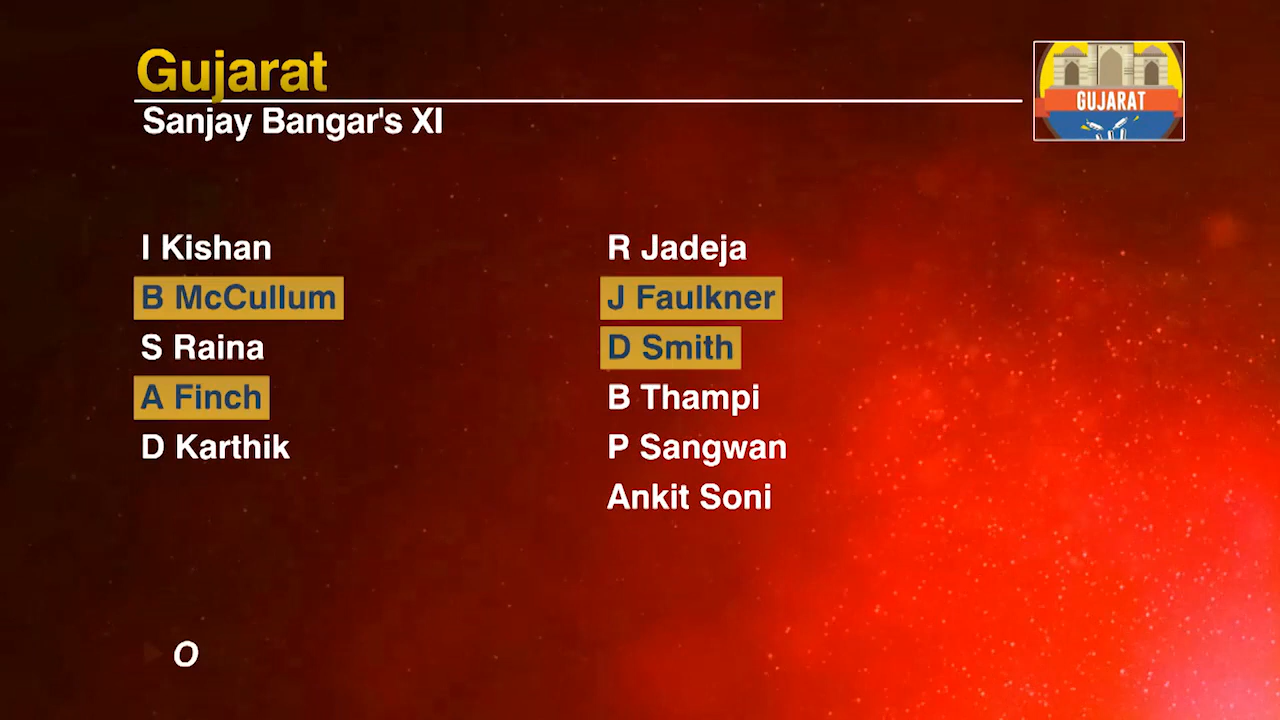 Gujarat
Sanjay Bangar's XI
GUJARAT
I Kishan
B McCullum
S Raina
A Finch
D Karthik
R Jadeja
J Faulkner
D Smith
B Thampi
P Sangwan
Ankit Soni
O